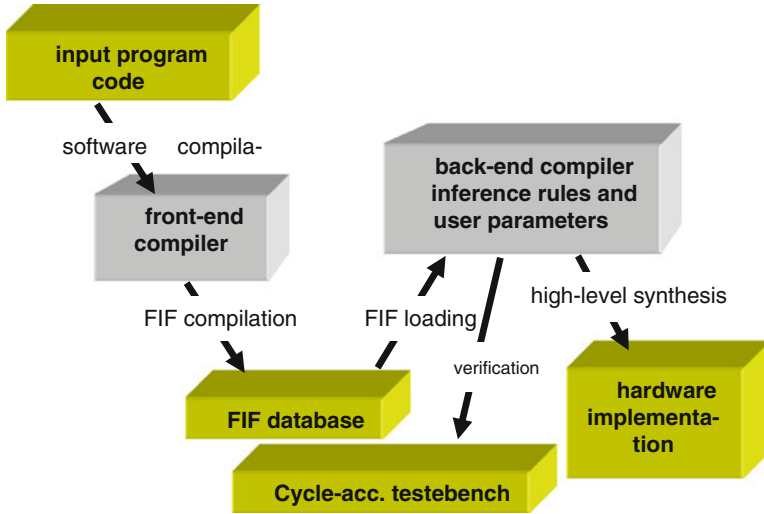 input program
code
software compila-
front-end
compiler
back-end compiler
inference rules and
user parameters
FIF compilation
FIF loading
high-level synthesis
verification
FIF database
hardware
implementa-
tion
Cycle-acc. testebench